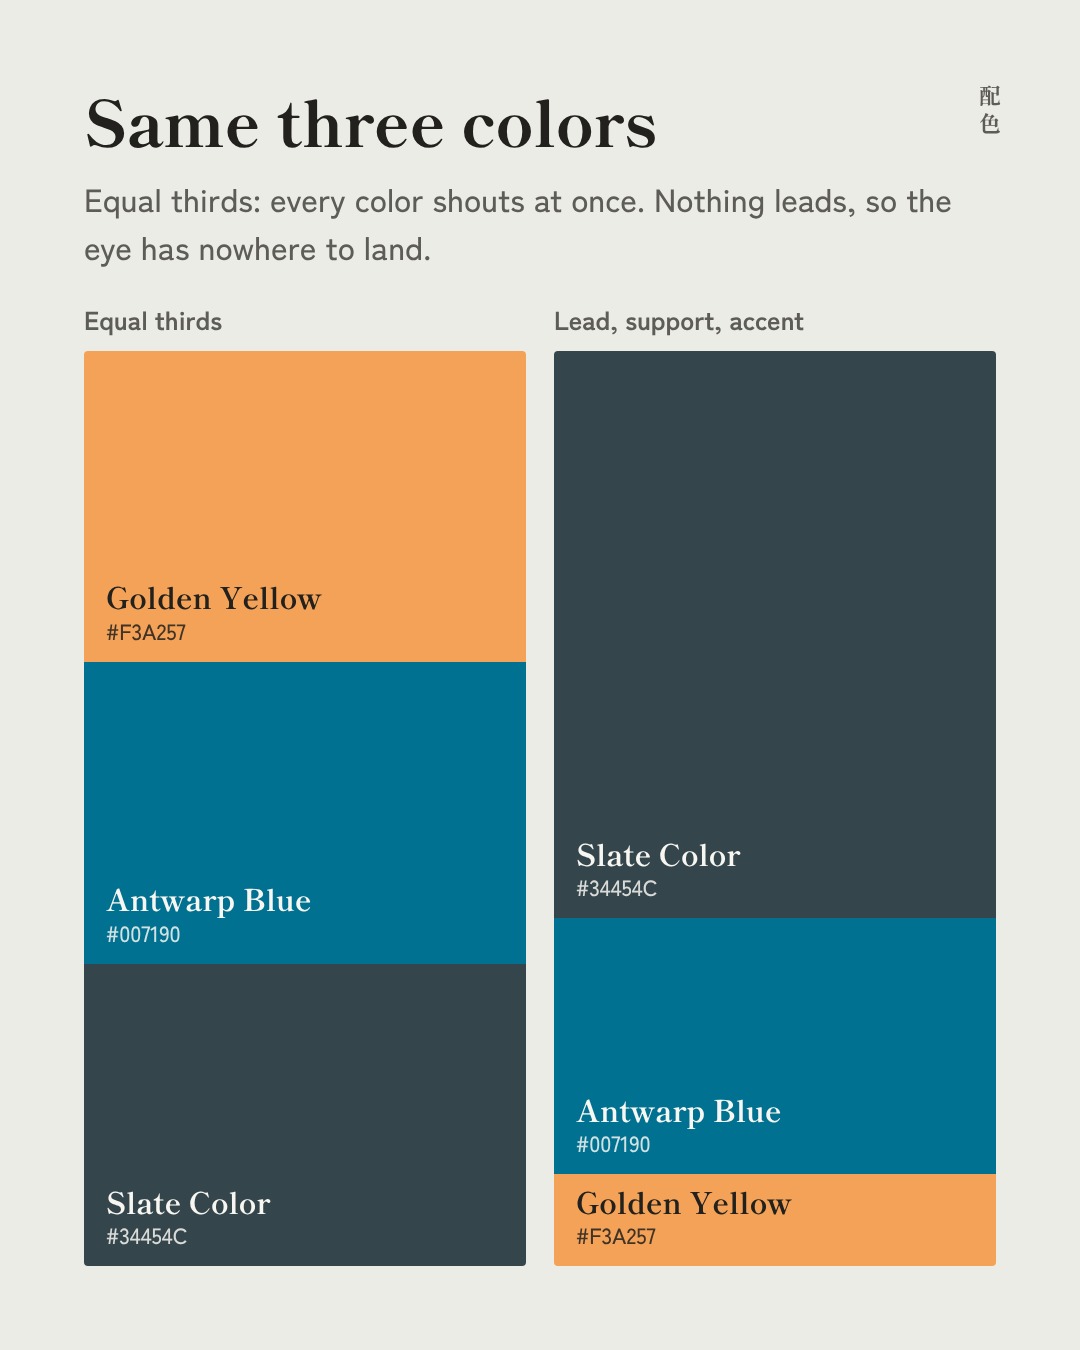 Same three colors
配色
Equal thirds: every color shouts at once. Nothing leads, so the
eye has nowhere to land.
Equal thirds
Golden Yellow
#F3A257
Antwarp Blue
#007190
Slate Color
#34454C
Lead, support, accent
Slate Color
#34454C
Antwarp Blue
#007190
Golden Yellow
#F3A257